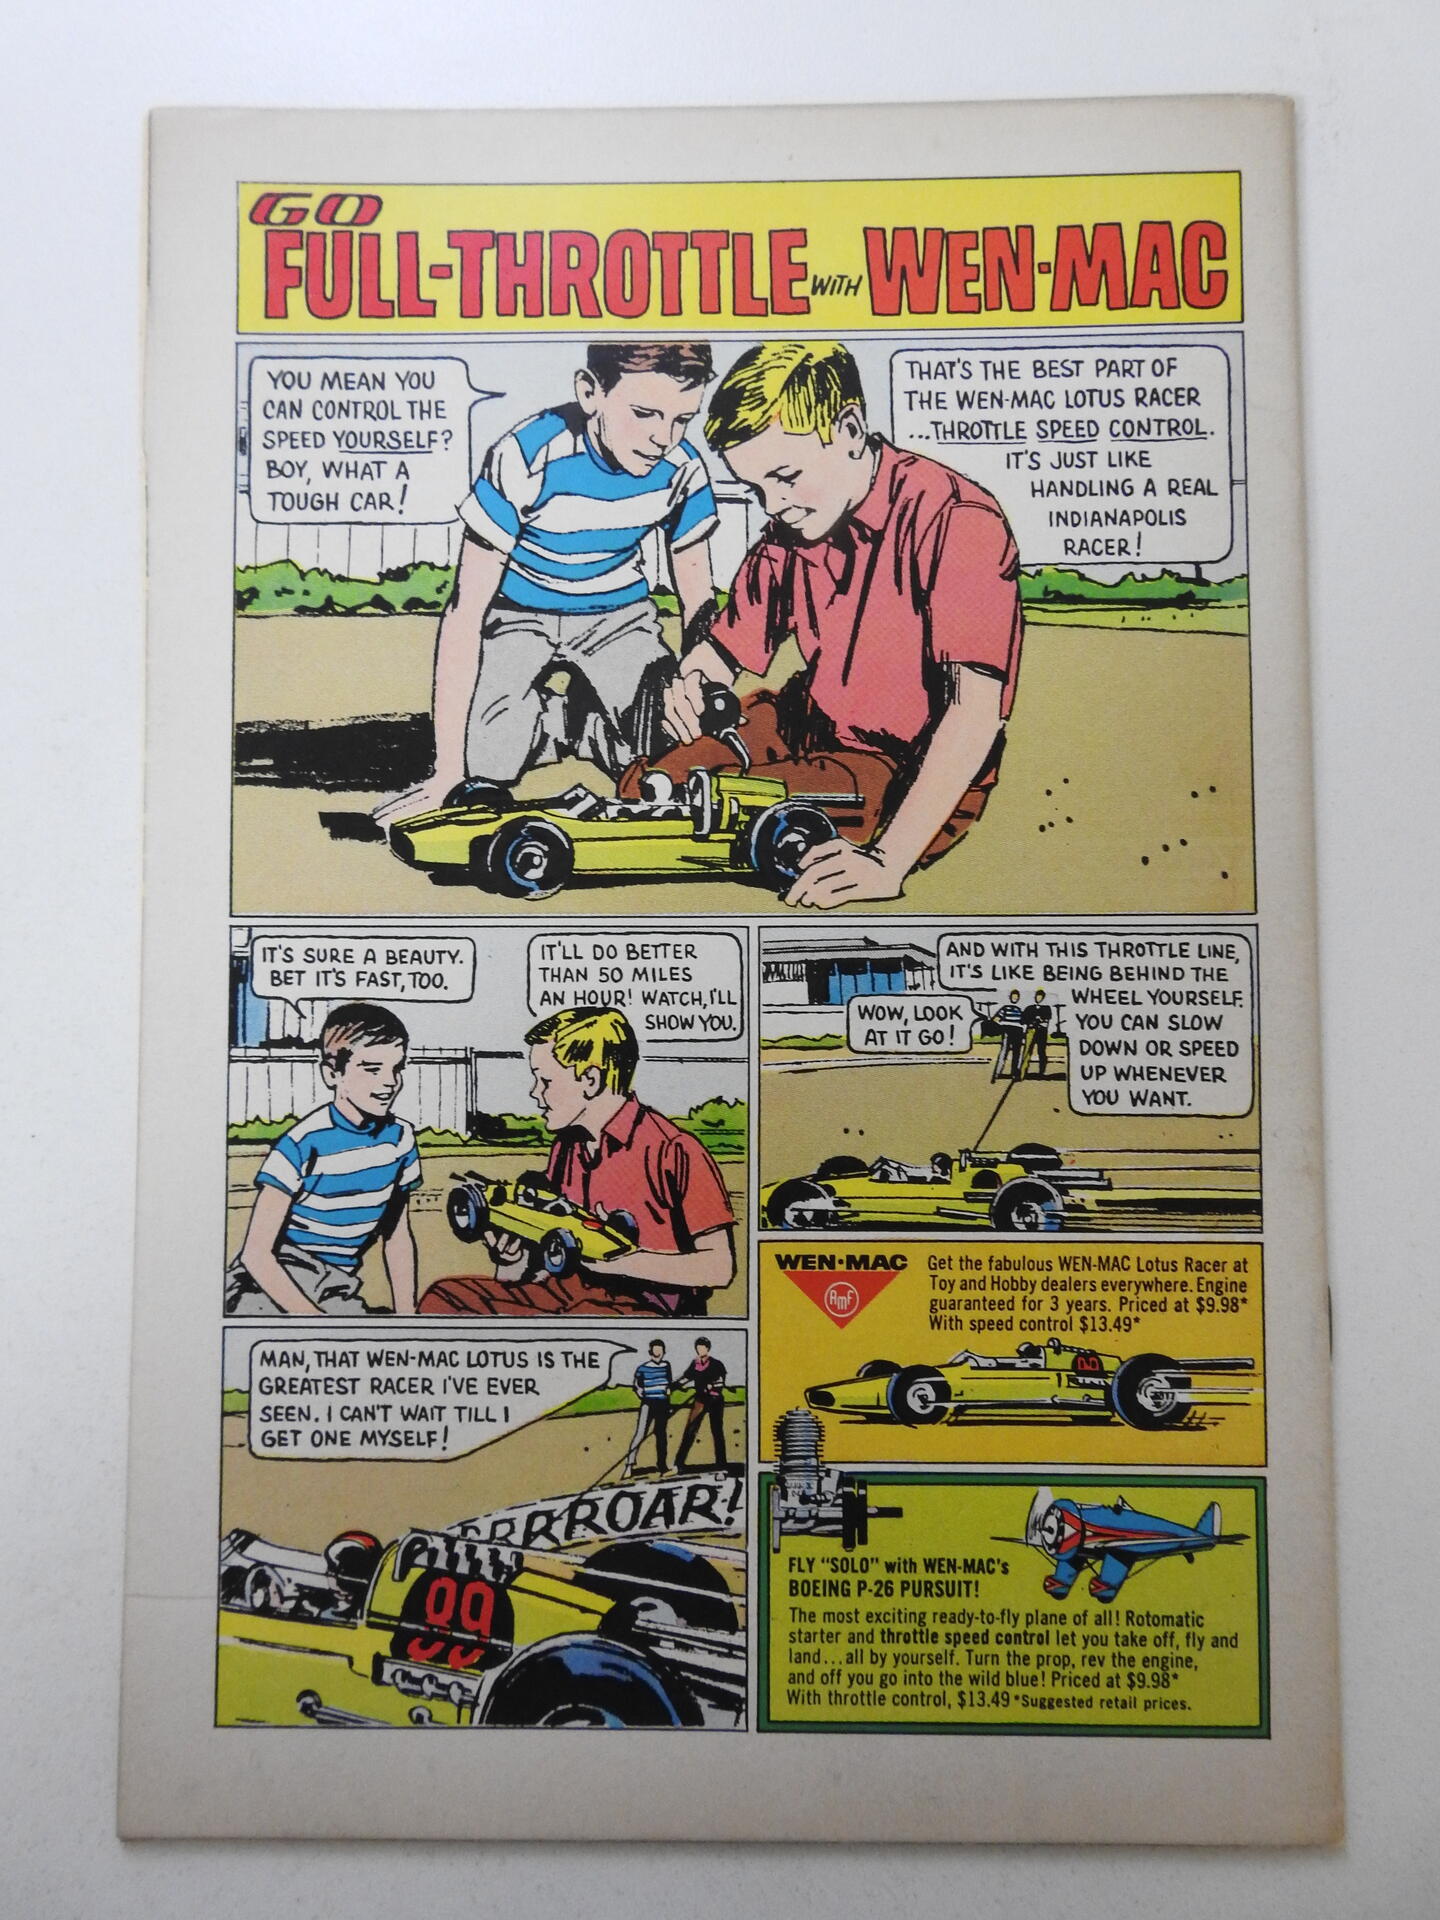 GO
FULL-THROTTLE WITH WEN-MAC
YOU MEAN YOU
CAN CONTROL THE
SPEED YOURSELF?
BOY, WHAT A
TOUGH CAR!
THAT'S THE BEST PART OF
THE WEN-MAC LOTUS RACER
...THROTTLE SPEED CONTROL.
IT'S JUST LIKE
HANDLING A REAL
INDIANAPOLIS
RACER!
IT'S SURE A BEAUTY.
BET IT'S FAST, TOO.
IT'LL DO BETTER
THAN 50 MILES
AN HOUR! WATCH, I'LL
SHOW YOU.
WOW, LOOK
AT IT GO!
AND WITH THIS THROTTLE LINE,
IT'S LIKE BEING BEHIND THE
WHEEL YOURSELF.
YOU CAN SLOW
DOWN OR SPEED
UP WHENEVER
YOU WANT.
MAN, THAT WEN-MAC LOTUS IS THE
GREATEST RACER I'VE EVER
SEEN. I CAN'T WAIT TILL I
GET ONE MYSELF!
RRRROAR!
99
WEN·MAC
AMF
Get the fabulous WEN-MAC Lotus Racer at
Toy and Hobby dealers everywhere. Engine
guaranteed for 3 years. Priced at $9.98*
With speed control $13.49*
FLY "SOLO" with WEN-MAC's
BOEING P-26 PURSUIT!
The most exciting ready-to-fly plane of all! Rotomatic
starter and throttle speed control let you take off, fly and
land...all by yourself. Turn the prop, rev the engine,
and off you go into the wild blue! Priced at $9.98*
With throttle control, $13.49 *Suggested retail prices.